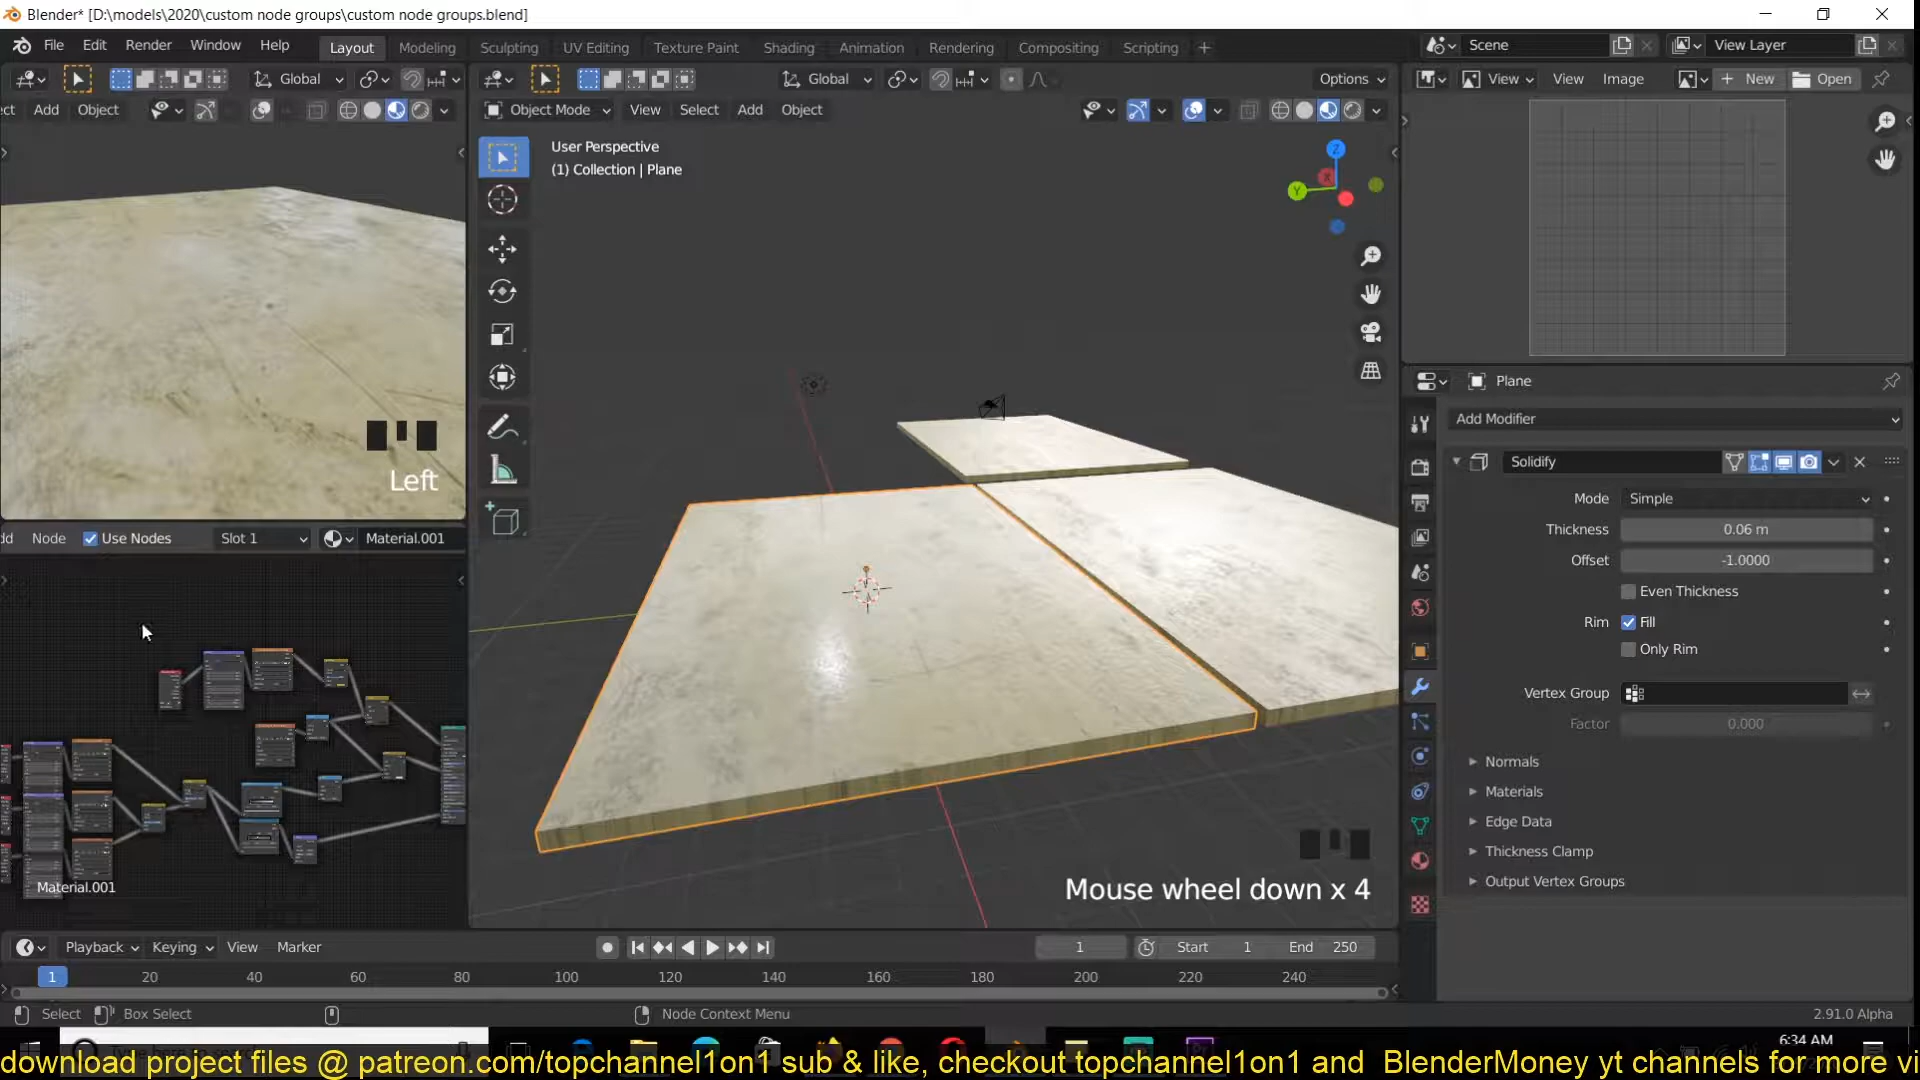 Blender* [D:\models\2020\custom node groups\custom node groups.blend]
File Edit Render Window Help Layout Modeling Sculpting UV Editing Texture Paint Shading Animation Rendering Compositing Scripting Scene View Layer
Global Global Options View View Image New Open
Add Object Object Mode View Select Add Object
User Perspective
(1) Collection | Plane
Z
Y
X
Plane
Add Modifier
Solidify
Mode Simple
Thickness 0.06 m
Offset -1.0000
Even Thickness
Rim Fill
Only Rim
Vertex Group
Factor 0.000
Normals
Materials
Edge Data
Thickness Clamp
Output Vertex Groups
Left
Node Use Nodes Slot 1 Material.001
Material.001
Mouse wheel down x 4
Playback Keying View Marker 1 Start 1 End 250
1 20 40 60 80 100 120 140 160 180 200 220 240
Select Box Select Node Context Menu 2.91.0 Alpha
6:34 AM
download project files @ patreon.com/topchannel1on1 sub & like, checkout topchannel1on1 and BlenderMoney yt channels for more vi